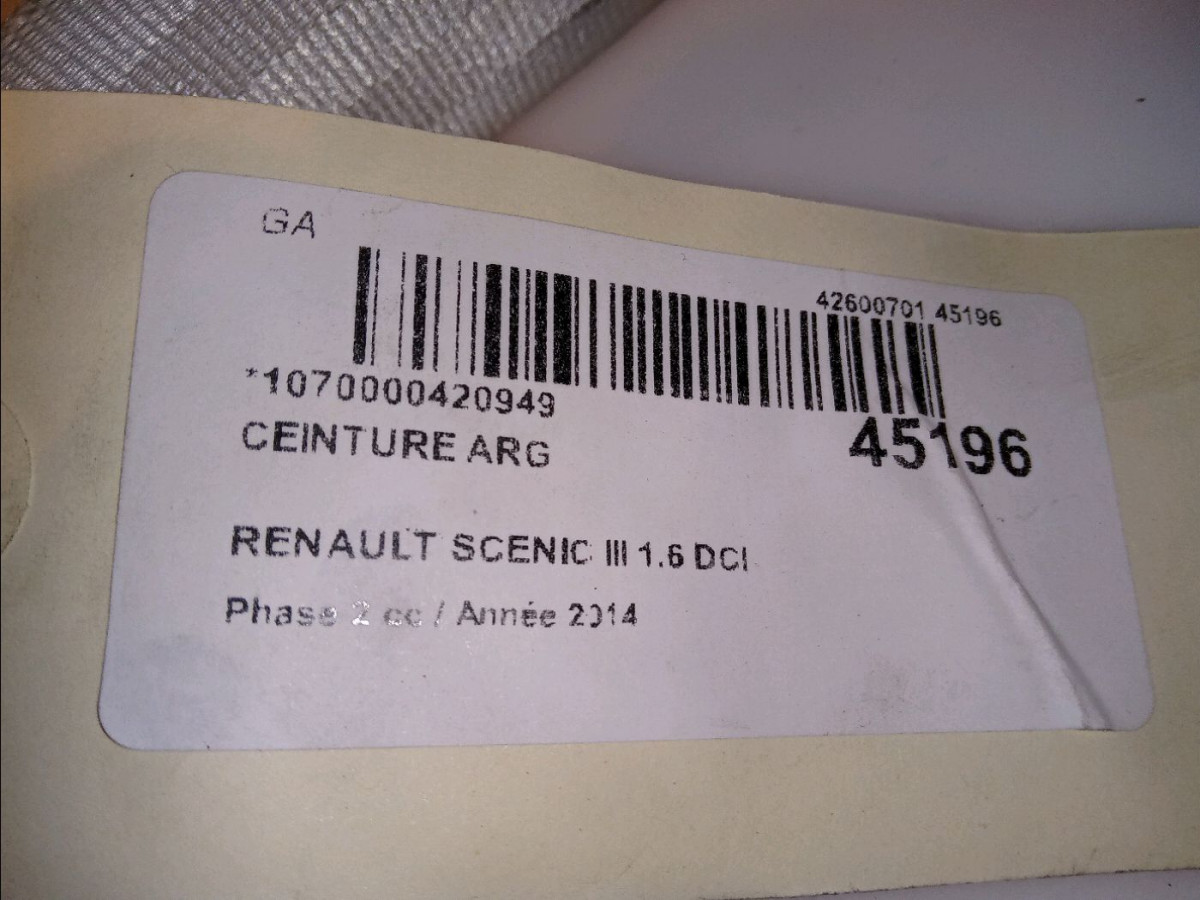 GA
42600701 45196
*1070000420949
45196
CEINTURE ARG
RENAULT SCENIC III 1.6 DCI
Phase 2 cc / Année 2014